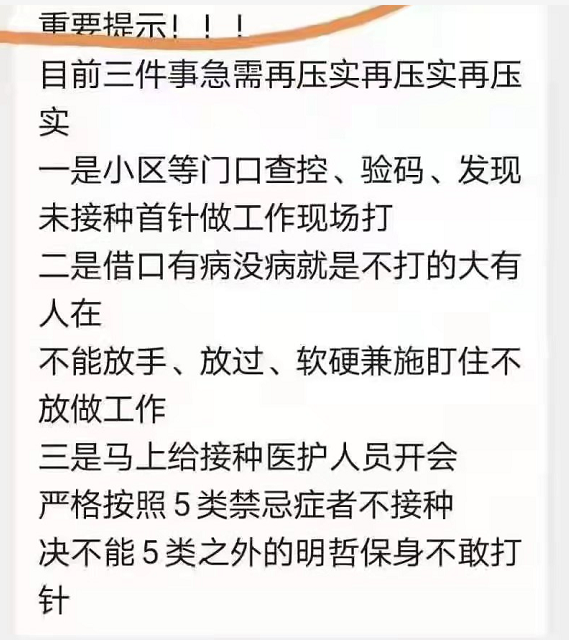 重要提示！！！
目前三件事急需再压实再压实再压
实
一是小区等门口查控、验码、发现
未接种首针做工作现场打
二是借口有病没病就是不打的大有
人在
不能放手、放过、软硬兼施盯住不
放做工作
三是马上给接种医护人员开会
严格按照5类禁忌症者不接种
决不能5类之外的明哲保身不敢打
针